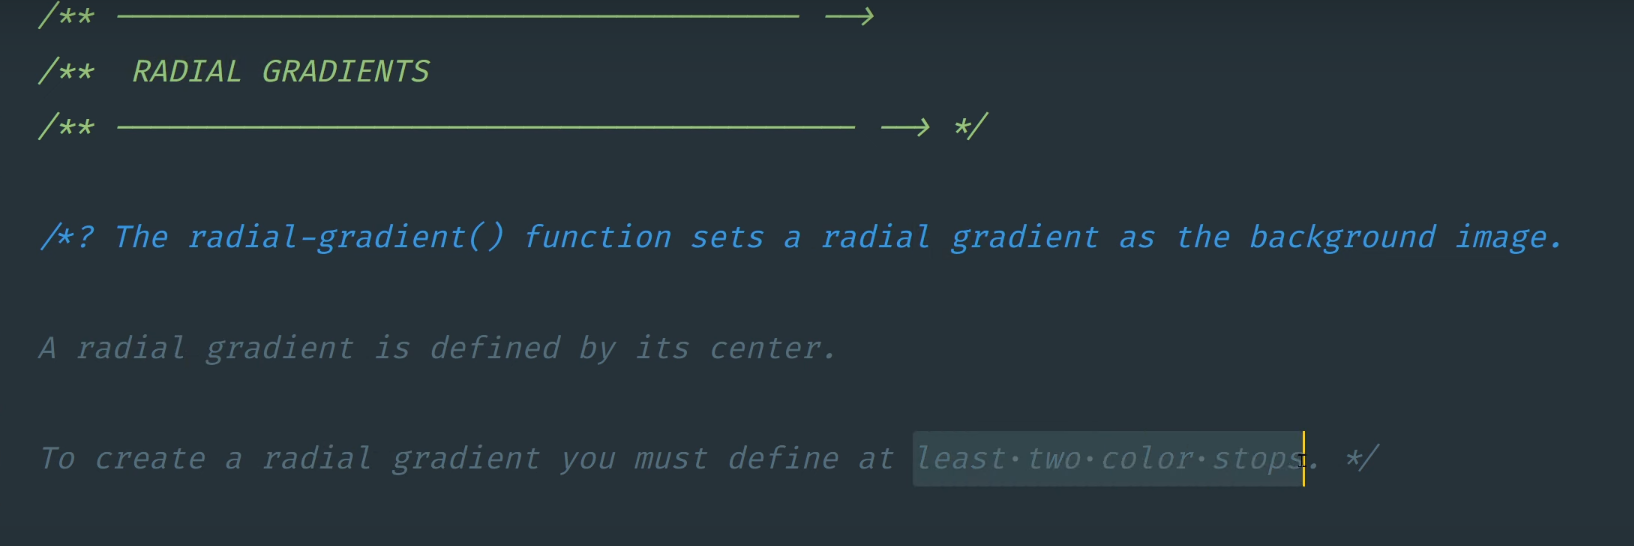 /** ------------------------------------- -->
/** RADIAL GRADIENTS
/** ---------------------------------------- --> */
/*? The radial-gradient() function sets a radial gradient as the background image.
A radial gradient is defined by its center.
To create a radial gradient you must define at least two color stops. */